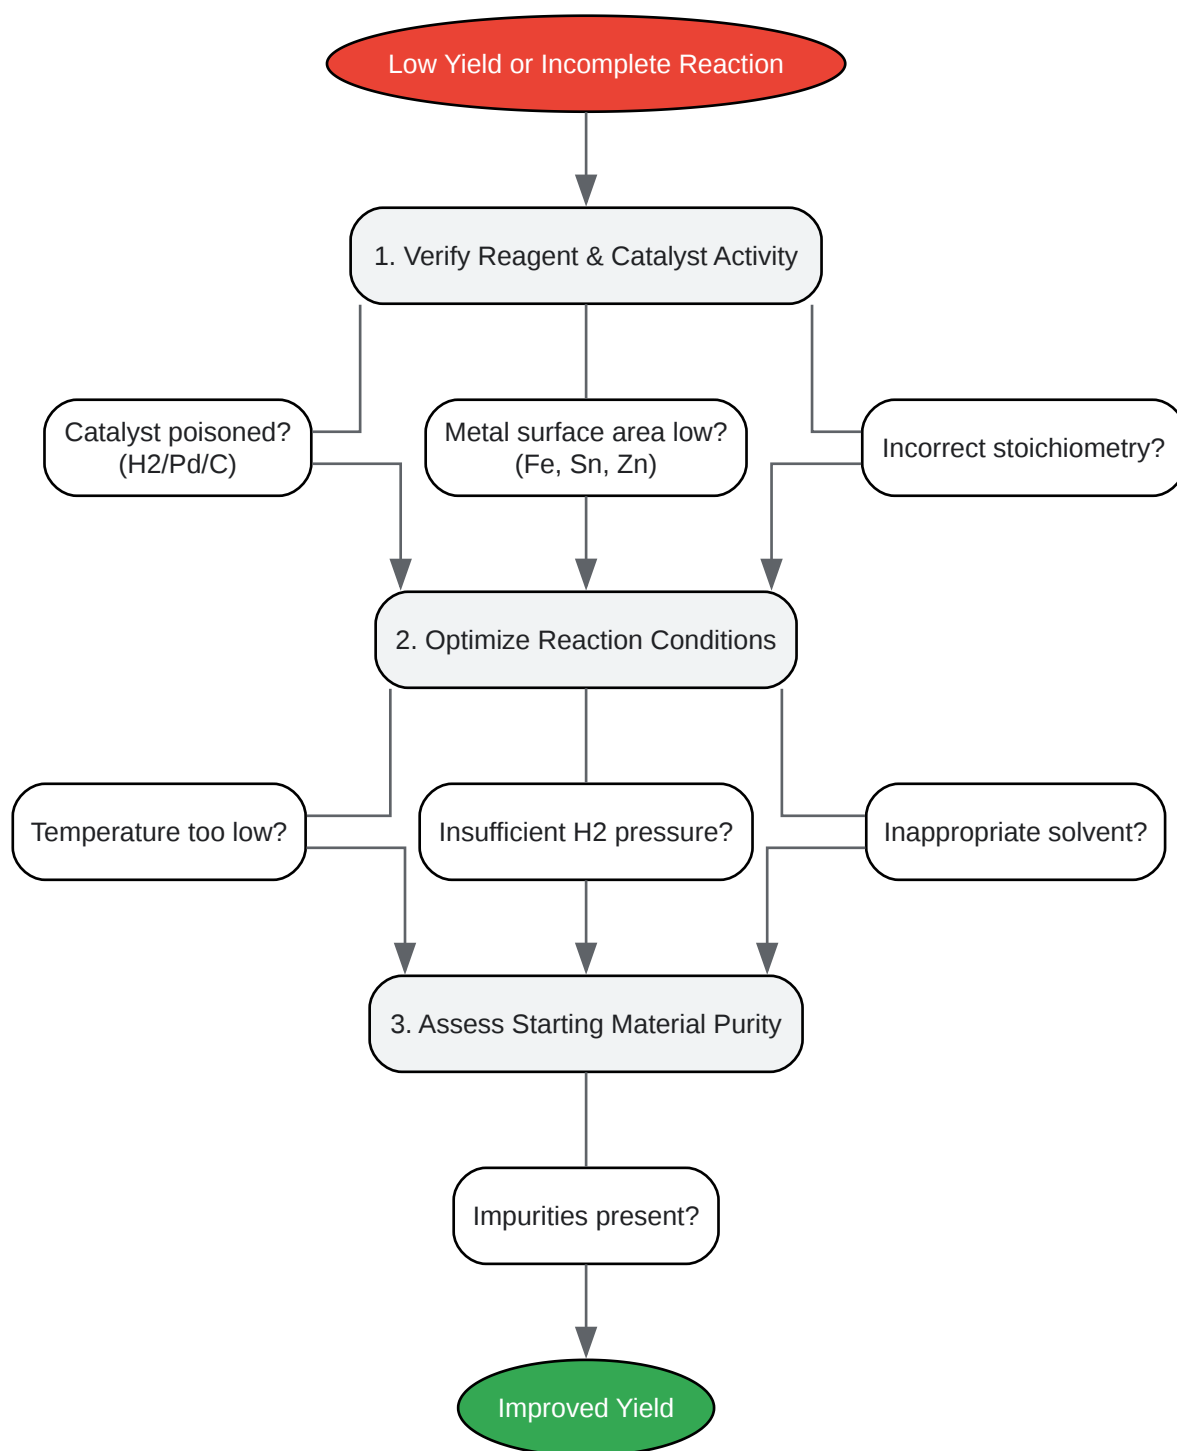 Low Yield or Incomplete Reaction
1. Verify Reagent & Catalyst Activity
Catalyst poisoned?
(H2/Pd/C)
Metal surface area low?
(Fe, Sn, Zn)
Incorrect stoichiometry?
2. Optimize Reaction Conditions
Temperature too low?
Insufficient H2 pressure?
Inappropriate solvent?
3. Assess Starting Material Purity
Impurities present?
Improved Yield